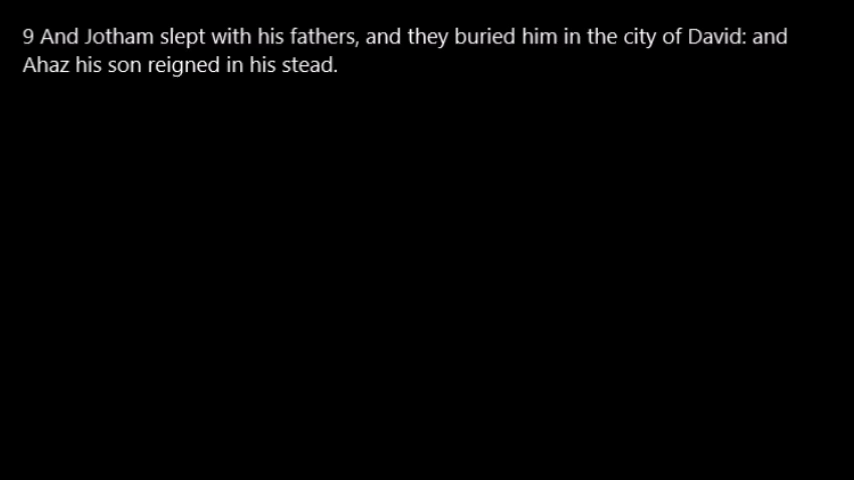 9 And Jotham slept with his fathers, and they buried him in the city of David: and
Ahaz his son reigned in his stead.